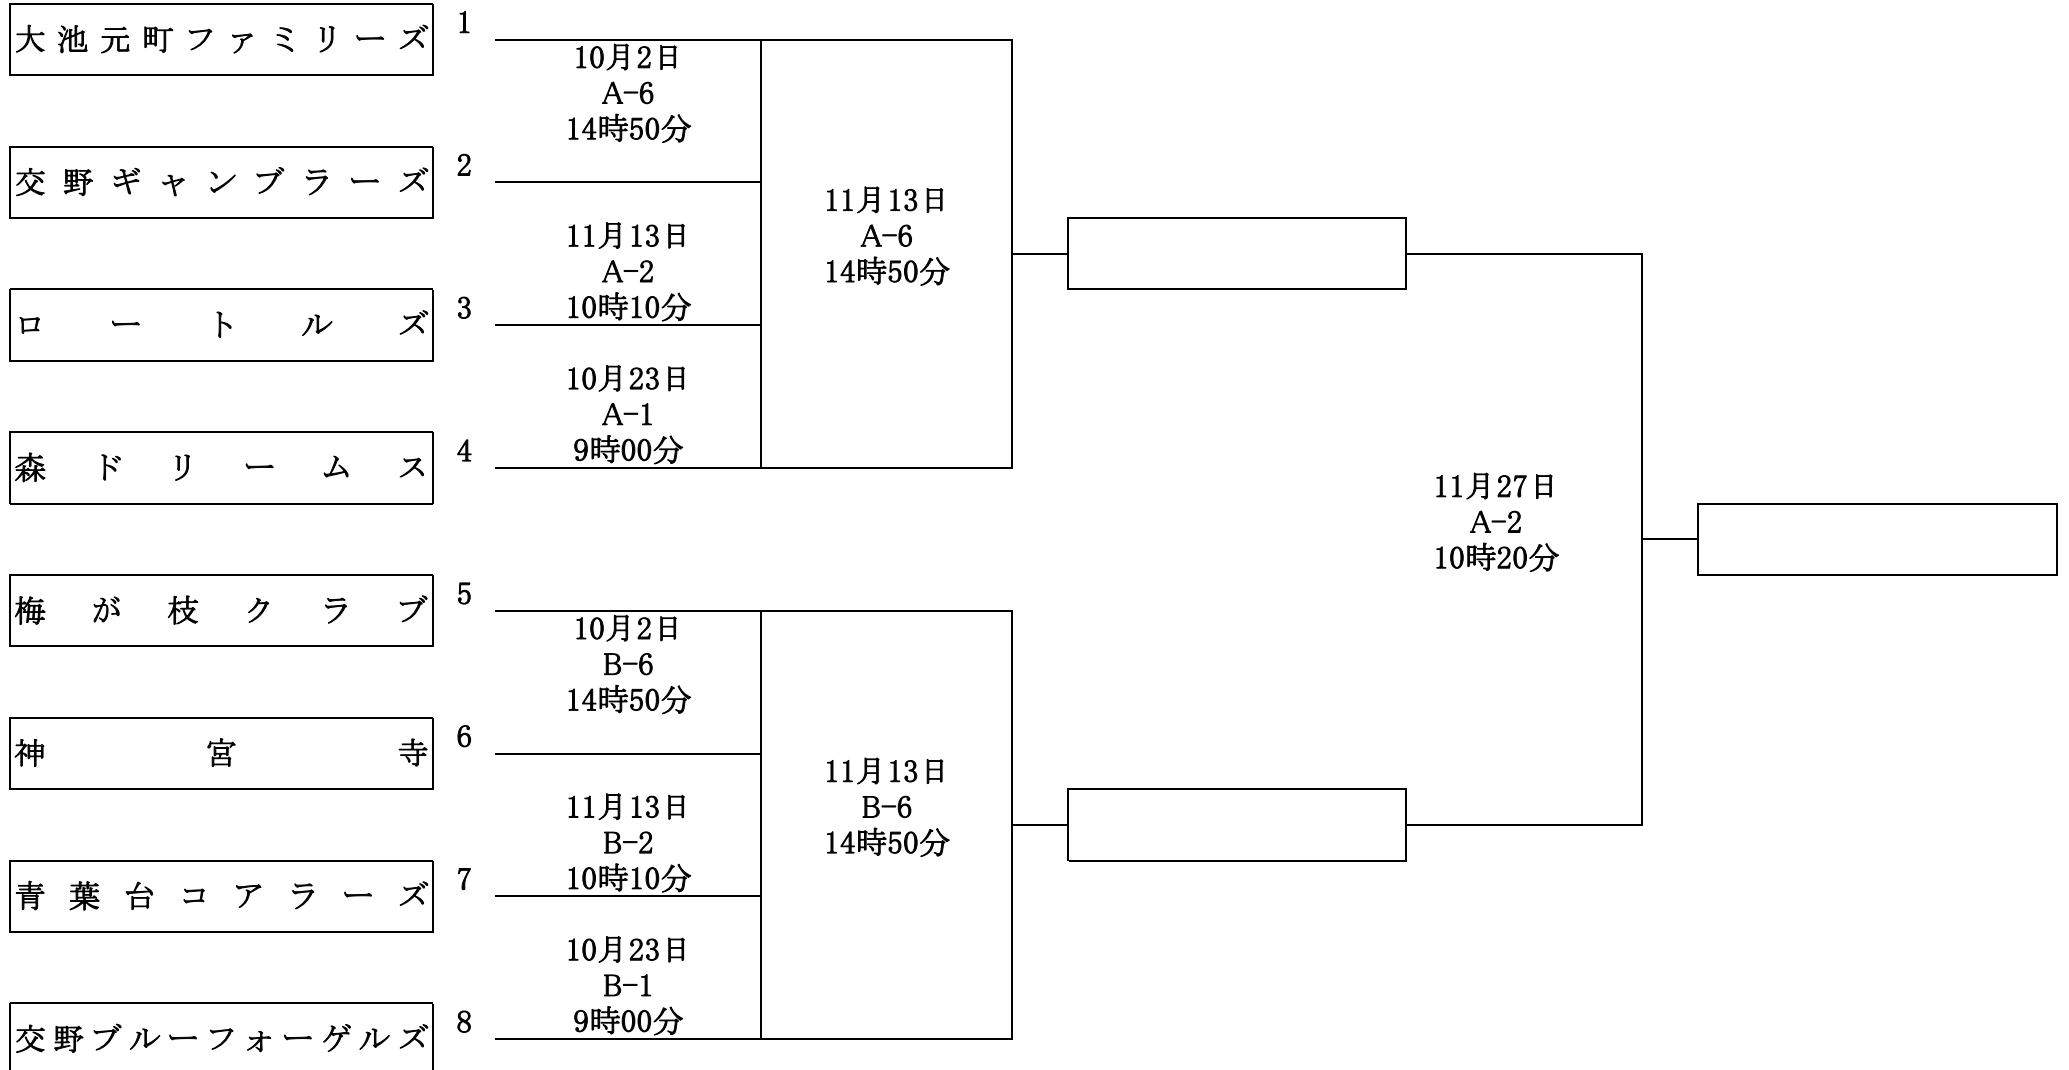 大池元町ファミリーズ 1
10月2日
A-6
14時50分
交野ギャンブラーズ 2
11月13日
A-2
10時10分
ロートルズ 3
10月23日
A-1
9時00分
森ドリームス 4
11月13日
A-6
14時50分
梅が枝クラブ 5
10月2日
B-6
14時50分
神宮寺 6
11月13日
B-2
10時10分
青葉台コアラーズ 7
10月23日
B-1
9時00分
交野ブルーフォーゲルズ 8
11月13日
B-6
14時50分
11月27日
A-2
10時20分